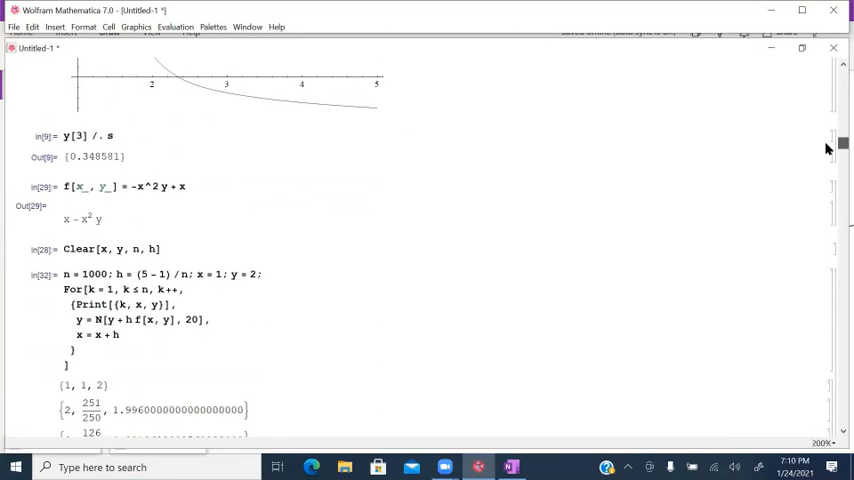 Wolfram Mathematica 7.0 - [Untitled-1 *]
File Edit Insert Format Cell Graphics Evaluation Palettes Window Help
Untitled-1 *
2 3 4 5
In[9]:= y[3] /. s
Out[9]= {0.348581}
In[29]:= f[x_, y_] = -x^2 y + x
Out[29]=
x - x² y
In[28]:= Clear[x, y, n, h]
In[32]:= n = 1000; h = (5 - 1) / n; x = 1; y = 2;
For[k = 1, k ≤ n, k++,
{Print[{k, x, y}],
y = N[y + h f[x, y], 20],
x = x + h
}
]
{1, 1, 2}
{2, 251/250, 1.9960000000000000000}
126
200%
Type here to search
7:10 PM
1/24/2021